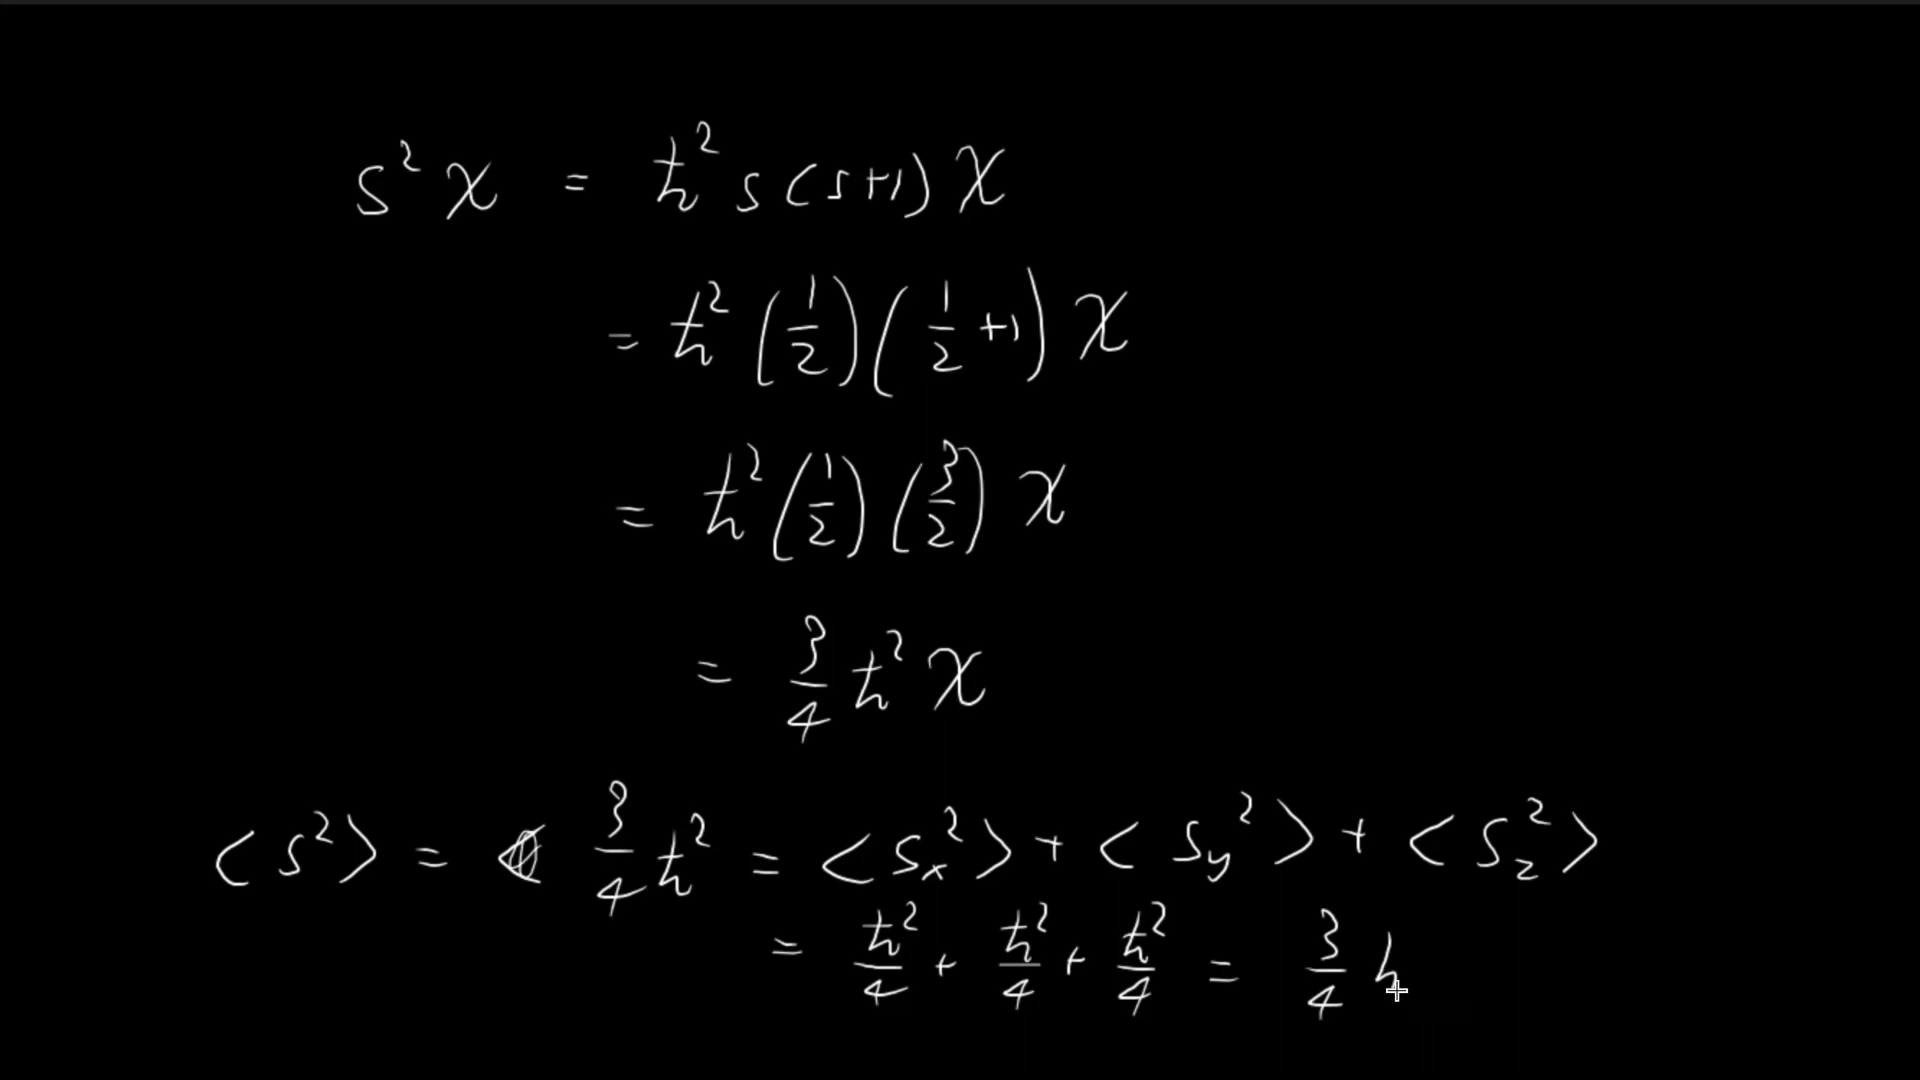 S² χ = ħ² s(s+1) χ
= ħ² (1/2)(1/2 +1) χ
= ħ² (1/2)(3/2) χ
= 3/4 ħ² χ
<S²> = 3/4 ħ² = <Sx²> + <Sy²> + <Sz²>
= ħ²/4 + ħ²/4 + ħ²/4 = 3/4 h